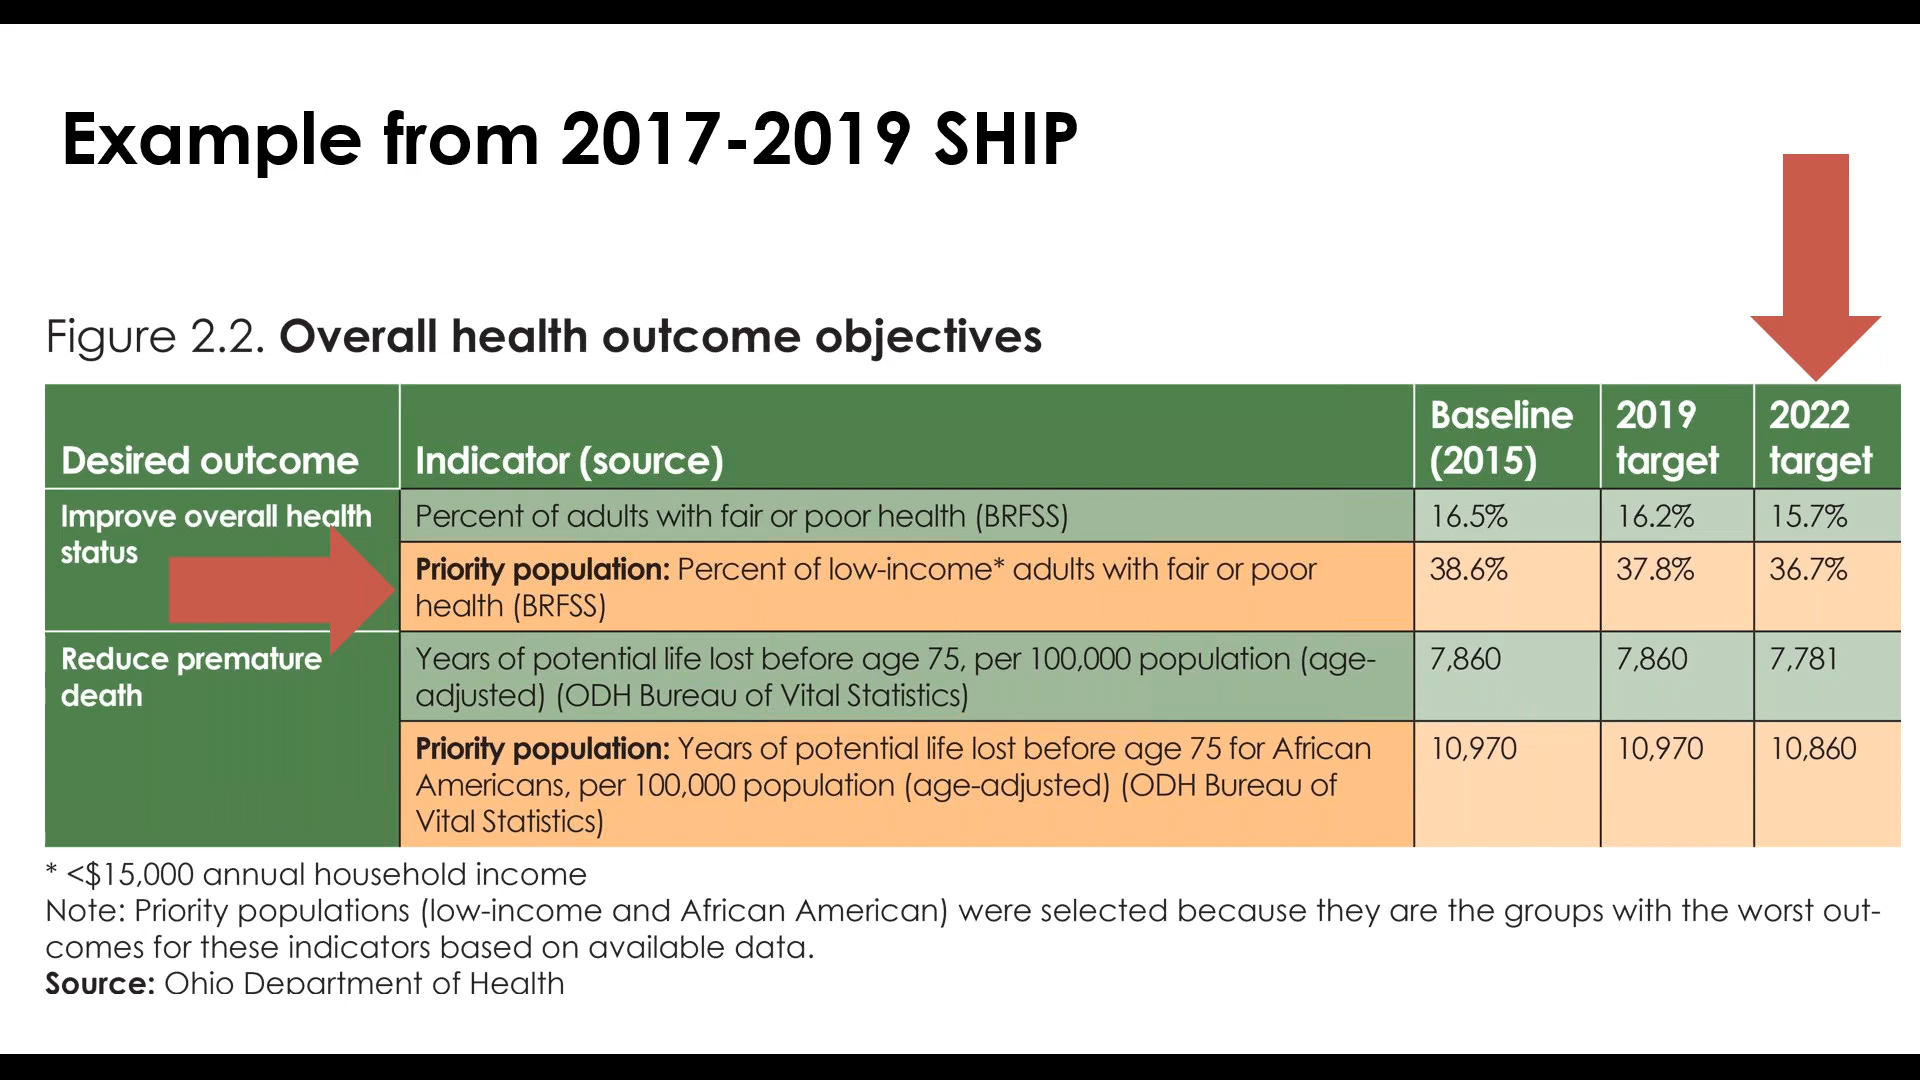 Example from 2017-2019 SHIP
Figure 2.2. Overall health outcome objectives
Desired outcome
Indicator (source)
Baseline
(2015)
2019
target
2022
target
Improve overall health
status
Percent of adults with fair or poor health (BRFSS)
16.5%
16.2%
15.7%
Priority population: Percent of low-income* adults with fair or poor
health (BRFSS)
38.6%
37.8%
36.7%
Reduce premature
death
Years of potential life lost before age 75, per 100,000 population (age-
adjusted) (ODH Bureau of Vital Statistics)
7,860
7,860
7,781
Priority population: Years of potential life lost before age 75 for African
Americans, per 100,000 population (age-adjusted) (ODH Bureau of
Vital Statistics)
10,970
10,970
10,860
* <$15,000 annual household income
Note: Priority populations (low-income and African American) were selected because they are the groups with the worst out-
comes for these indicators based on available data.
Source: Ohio Department of Health